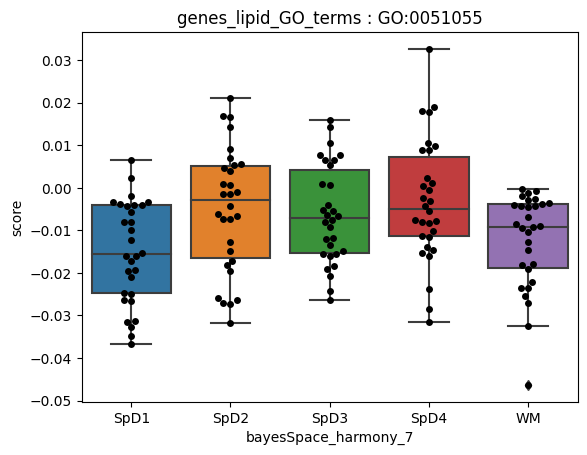 genes_lipid_GO_terms : GO:0051055
0.03
0.02
0.01
0.00
−0.01
−0.02
−0.03
−0.04
−0.05
score
SpD1 SpD2 SpD3 SpD4 WM
bayesSpace_harmony_7